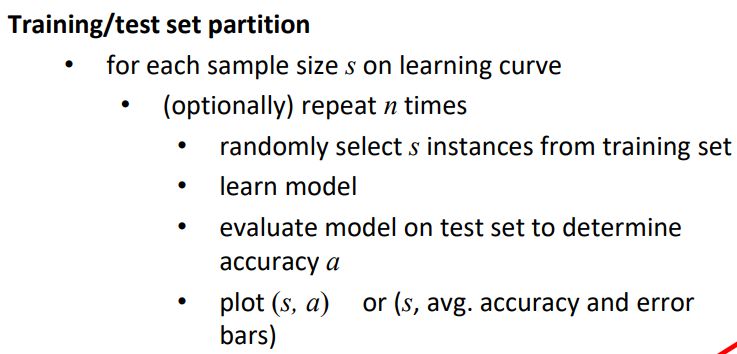 Training/test set partition
• for each sample size s on learning curve
• (optionally) repeat n times
• randomly select s instances from training set
• learn model
• evaluate model on test set to determine
accuracy a
• plot (s, a) or (s, avg. accuracy and error
bars)